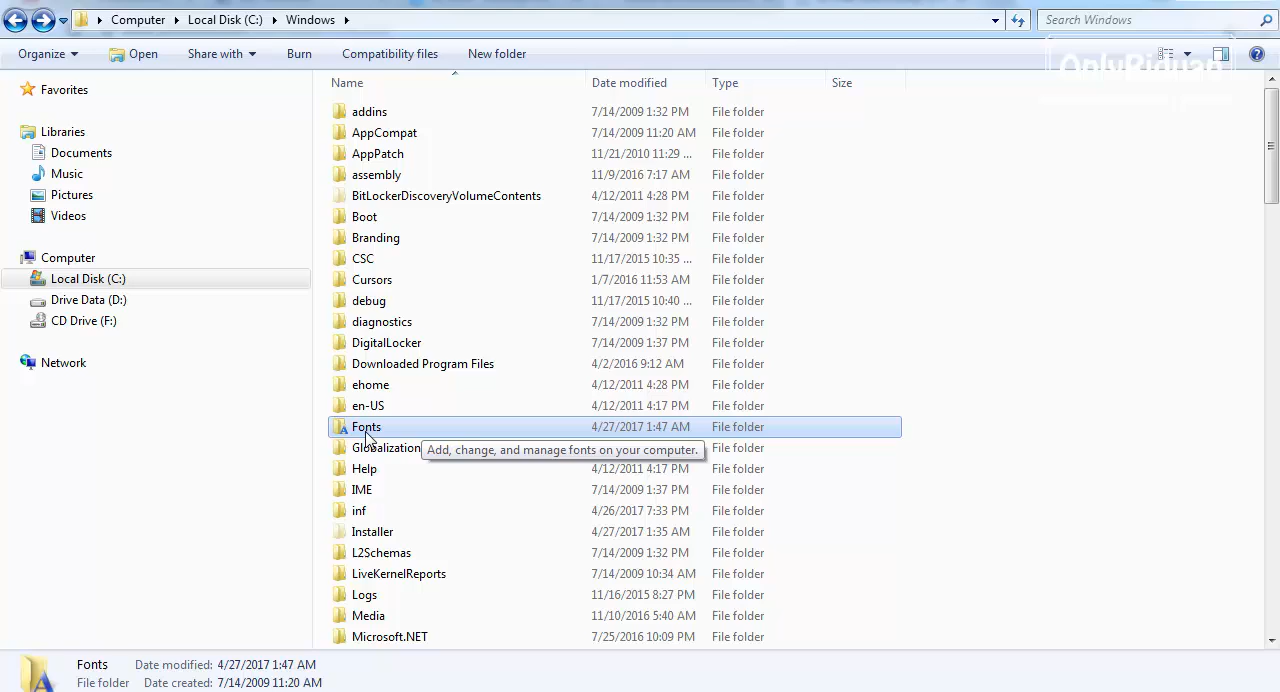 Computer Local Disk (C:) Windows Search Windows
Organize Open Share with Burn Compatibility files New folder
OnlyRiduan
Name Date modified Type Size
Favorites
Libraries
Documents
Music
Pictures
Videos
Computer
Local Disk (C:)
Drive Data (D:)
CD Drive (F:)
Network
addins 7/14/2009 1:32 PM File folder
AppCompat 7/14/2009 11:20 AM File folder
AppPatch 11/21/2010 11:29 ... File folder
assembly 11/9/2016 7:17 AM File folder
BitLockerDiscoveryVolumeContents 4/12/2011 4:28 PM File folder
Boot 7/14/2009 1:32 PM File folder
Branding 7/14/2009 1:32 PM File folder
CSC 11/17/2015 10:35 ... File folder
Cursors 1/7/2016 11:53 AM File folder
debug 11/17/2015 10:40 ... File folder
diagnostics 7/14/2009 1:32 PM File folder
DigitalLocker 7/14/2009 1:37 PM File folder
Downloaded Program Files 4/2/2016 9:12 AM File folder
ehome 4/12/2011 4:28 PM File folder
en-US 4/12/2011 4:17 PM File folder
Fonts 4/27/2017 1:47 AM File folder
Globalization File folder
Add, change, and manage fonts on your computer.
Help 4/12/2011 4:17 PM File folder
IME 7/14/2009 1:37 PM File folder
inf 4/26/2017 7:33 PM File folder
Installer 4/27/2017 1:35 AM File folder
L2Schemas 7/14/2009 1:32 PM File folder
LiveKernelReports 7/14/2009 10:34 AM File folder
Logs 11/16/2015 8:27 PM File folder
Media 11/10/2016 5:40 AM File folder
Microsoft.NET 7/25/2016 10:09 PM File folder
Fonts Date modified: 4/27/2017 1:47 AM
File folder Date created: 7/14/2009 11:20 AM